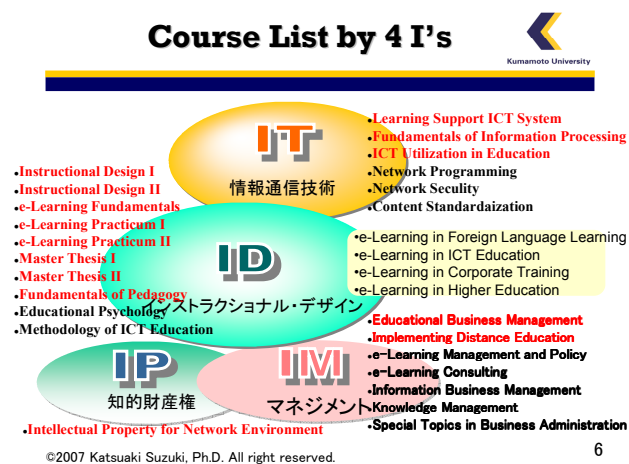 Course List by 4 I's
Kumamoto University
IT
情報通信技術
•Learning Support ICT System
•Fundamentals of Information Processing
•ICT Utilization in Education
•Network Programming
•Network Seculity
•Content Standardaization
•Instructional Design I
•Instructional Design II
•e-Learning Fundamentals
•e-Learning Practicum I
•e-Learning Practicum II
•Master Thesis I
•Master Thesis II
•Fundamentals of Pedagogy
•Educational Psychology
•Methodology of ICT Education
ID
インストラクショナル・デザイン
•e-Learning in Foreign Language Learning
•e-Learning in ICT Education
•e-Learning in Corporate Training
•e-Learning in Higher Education
IP
知的財産権
•Intellectual Property for Network Environment
IM
マネジメント
•Educational Business Management
•Implementing Distance Education
•e-Learning Management and Policy
•e-Learning Consulting
•Information Business Management
•Knowledge Management
•Special Topics in Business Administration
©2007 Katsuaki Suzuki, Ph.D. All right reserved.
6